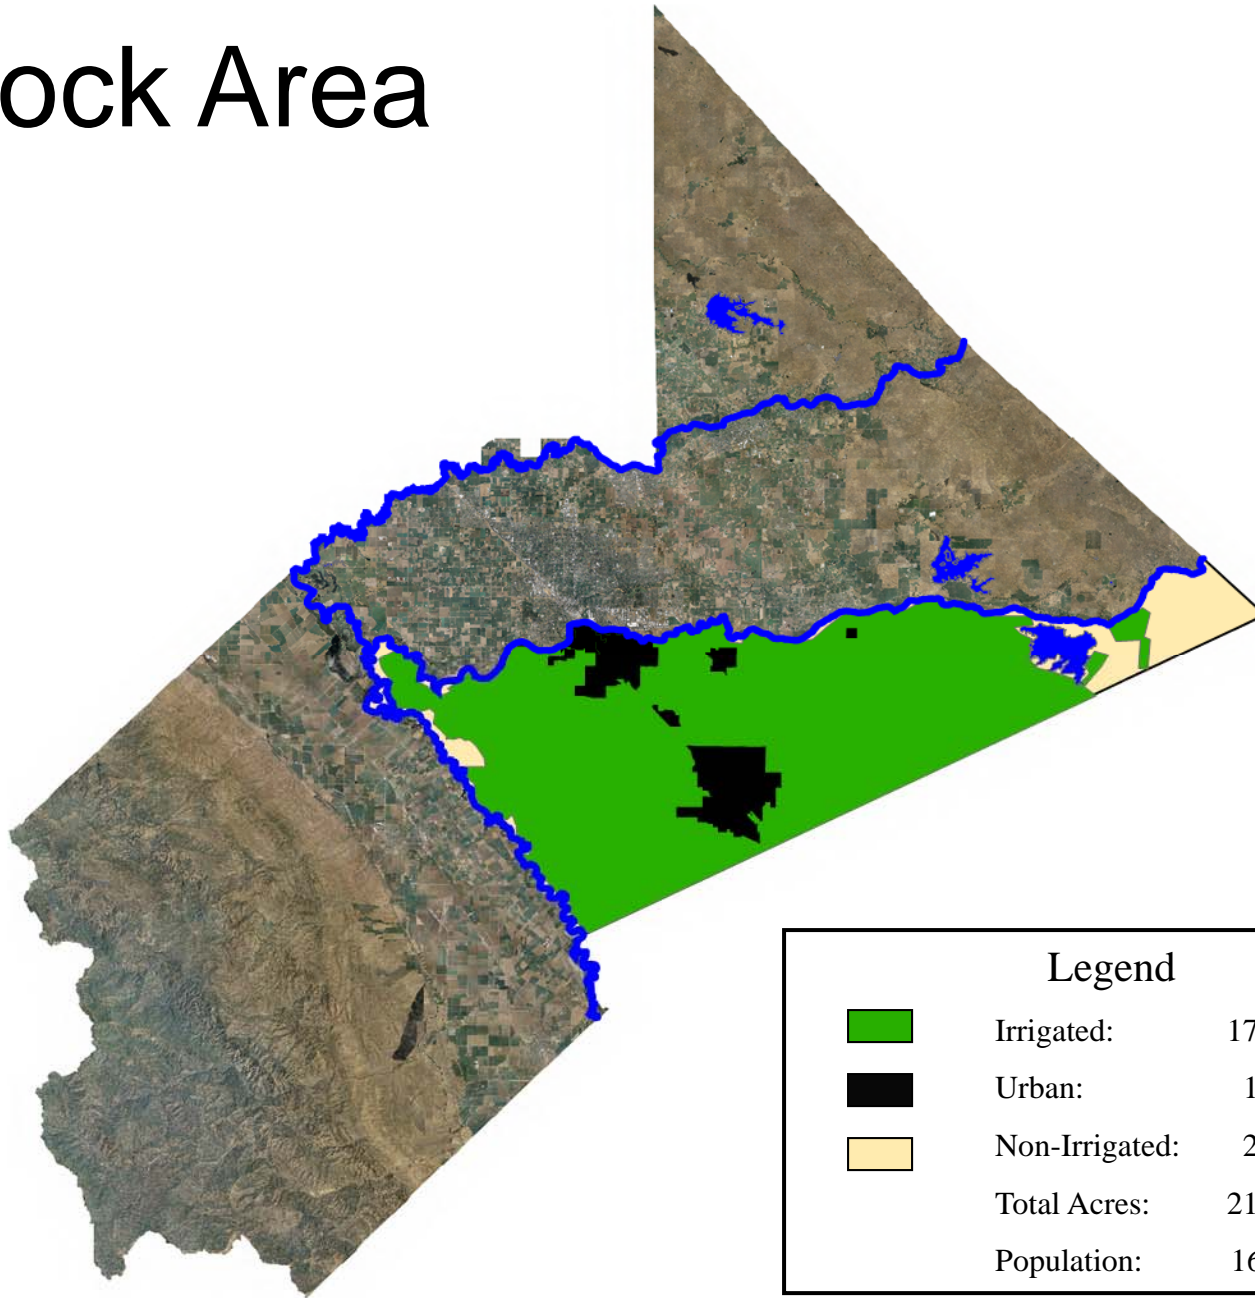 ock Area
Legend
Irrigated: 17
Urban: 1
Non-Irrigated: 2
Total Acres: 21
Population: 16